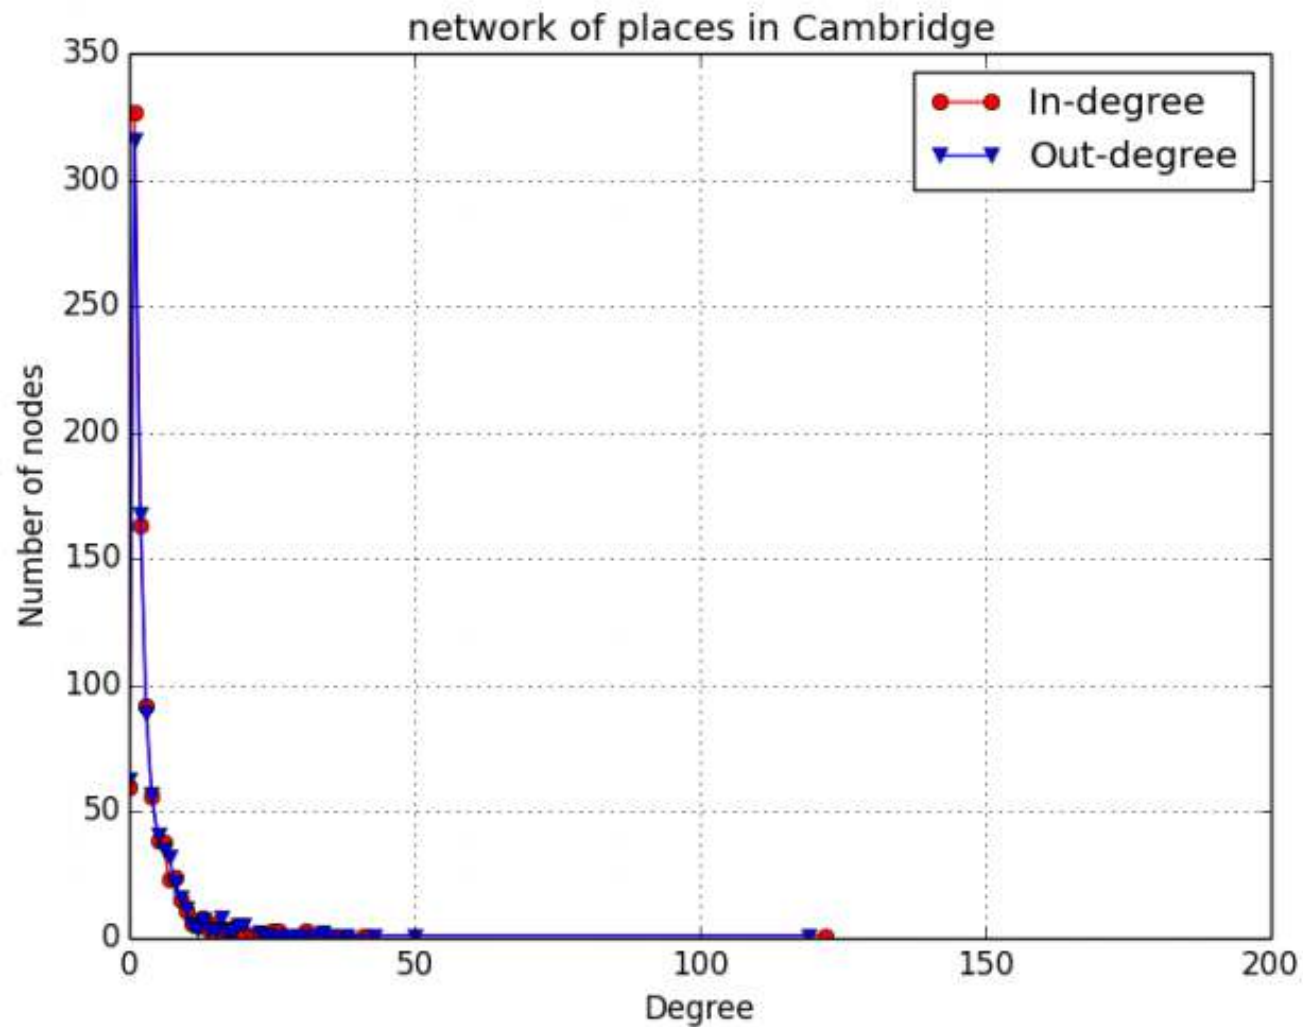 network of places in Cambridge
350
300
250
200
150
100
50
0
Number of nodes
In-degree
Out-degree
0 50 100 150 200
Degree